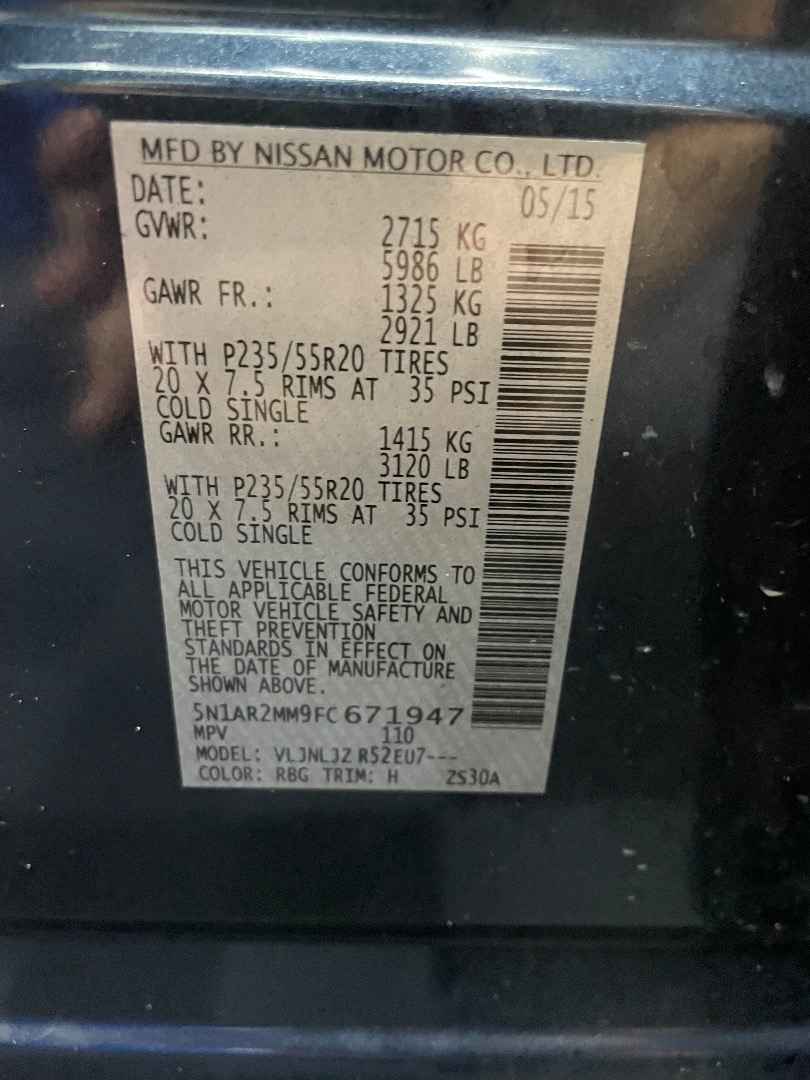 MFD BY NISSAN MOTOR CO., LTD.
DATE: 05/15
GVWR: 2715 KG
5986 LB
GAWR FR.: 1325 KG
2921 LB
WITH P235/55R20 TIRES
20 X 7.5 RIMS AT 35 PSI
COLD SINGLE
GAWR RR.: 1415 KG
3120 LB
WITH P235/55R20 TIRES
20 X 7.5 RIMS AT 35 PSI
COLD SINGLE
THIS VEHICLE CONFORMS TO
ALL APPLICABLE FEDERAL
MOTOR VEHICLE SAFETY AND
THEFT PREVENTION
STANDARDS IN EFFECT ON
THE DATE OF MANUFACTURE
SHOWN ABOVE.
5N1AR2MM9FC671947
MPV 110
MODEL: VLJNLJZ R52EU7---
COLOR: RBG TRIM: H ZS30A